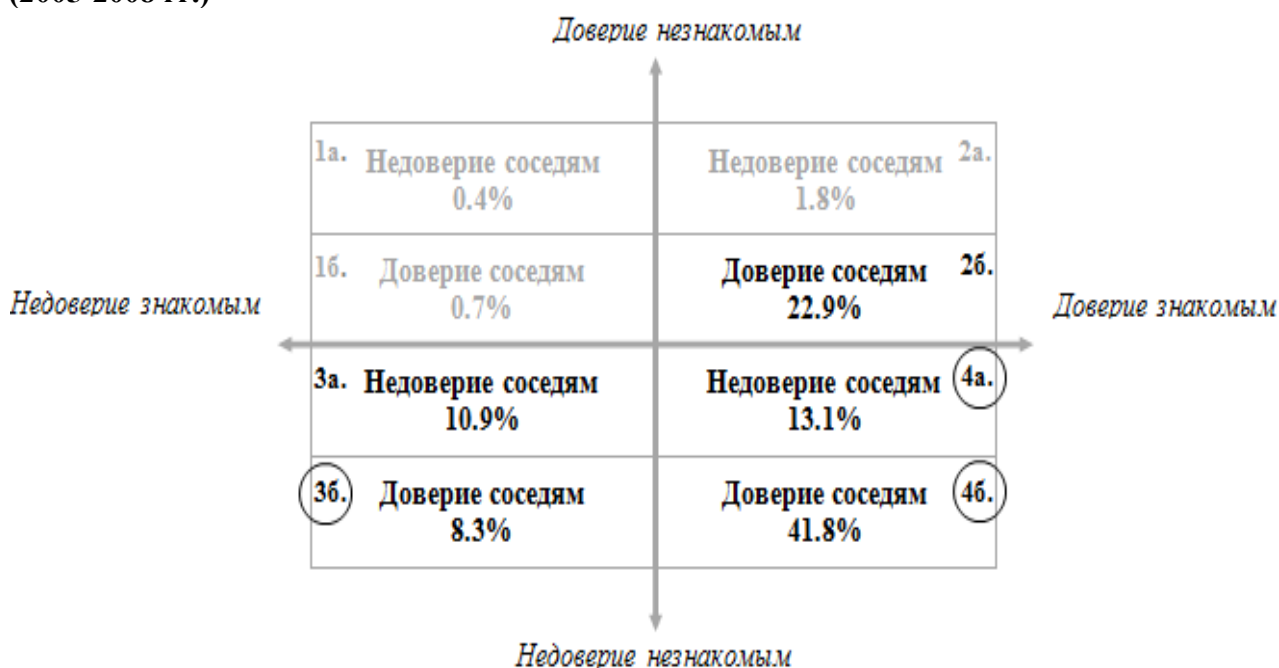 Доверие незнакомым
1а. Недоверие соседям 0.4%
Недоверие соседям 2а. 1.8%
1б. Доверие соседям 0.7%
Доверие соседям 2б. 22.9%
Недоверие знакомым
Доверие знакомым
3а. Недоверие соседям 10.9%
Недоверие соседям 4а. 13.1%
3б. Доверие соседям 8.3%
Доверие соседям 4б. 41.8%
Недоверие незнакомым